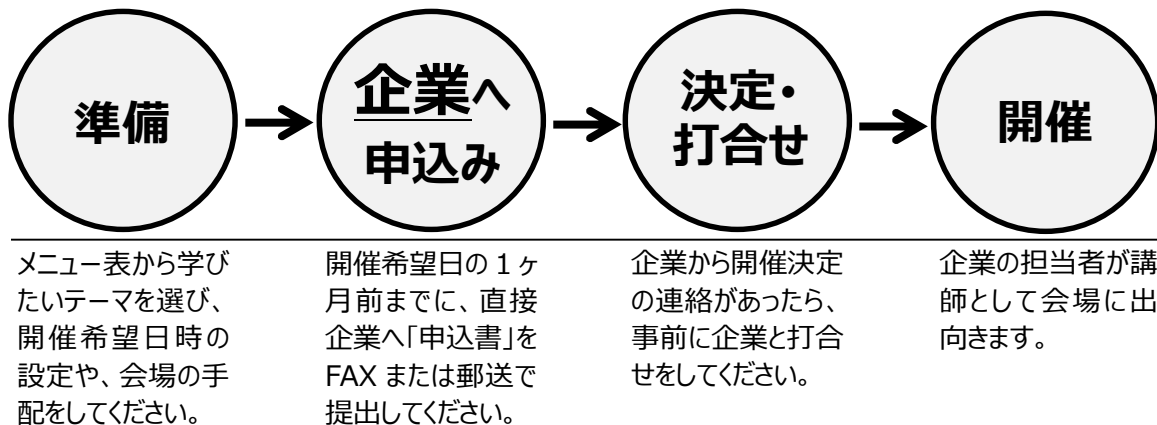 準備
企業へ
申込み
決定・
打合せ
開催
メニュー表から学び
たいテーマを選び、
開催希望日時の
設定や、会場の手
配をしてください。
開催希望日の1ヶ
月前までに、直接
企業へ「申込書」を
FAX または郵送で
提出してください。
企業から開催決定
の連絡があったら、
事前に企業と打合
せをしてください。
企業の担当者が講
師として会場に出
向きます。